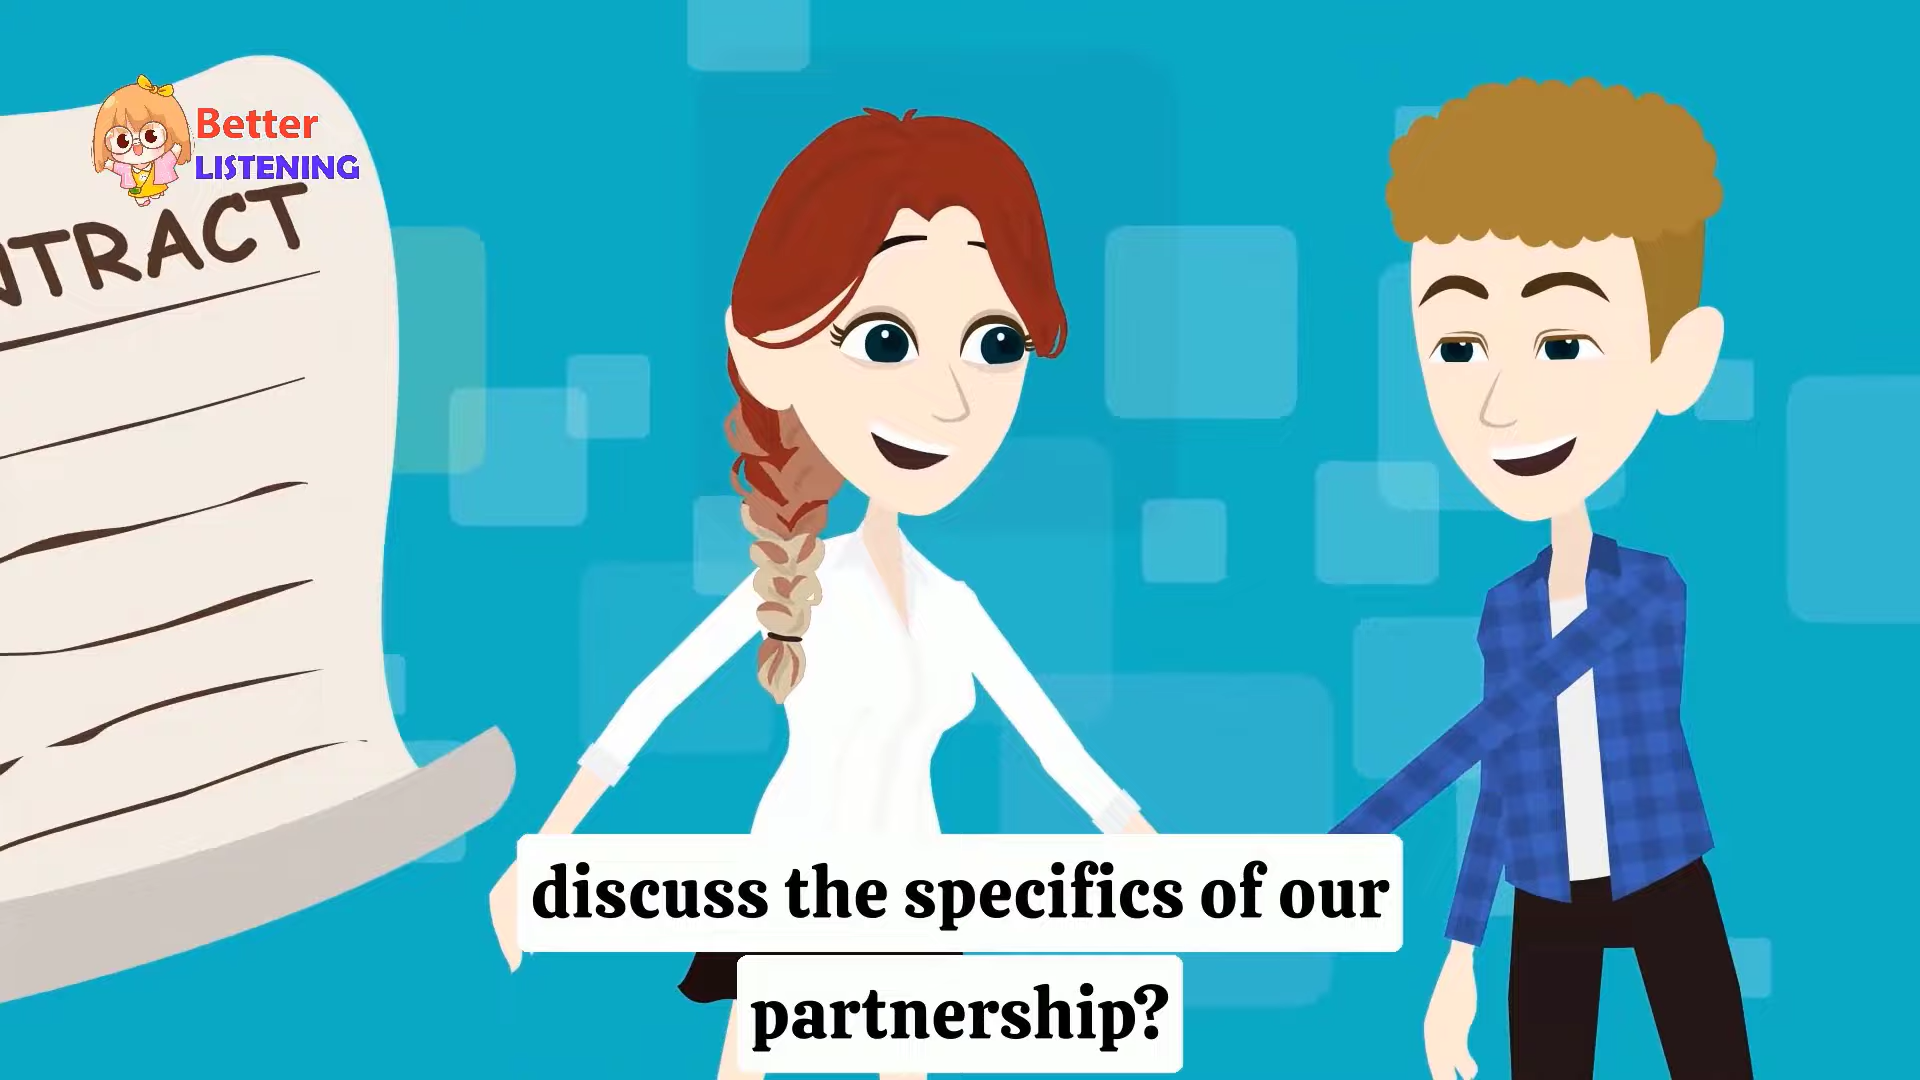 Better
LISTENING
NTRACT
discuss the specifics of our
partnership?